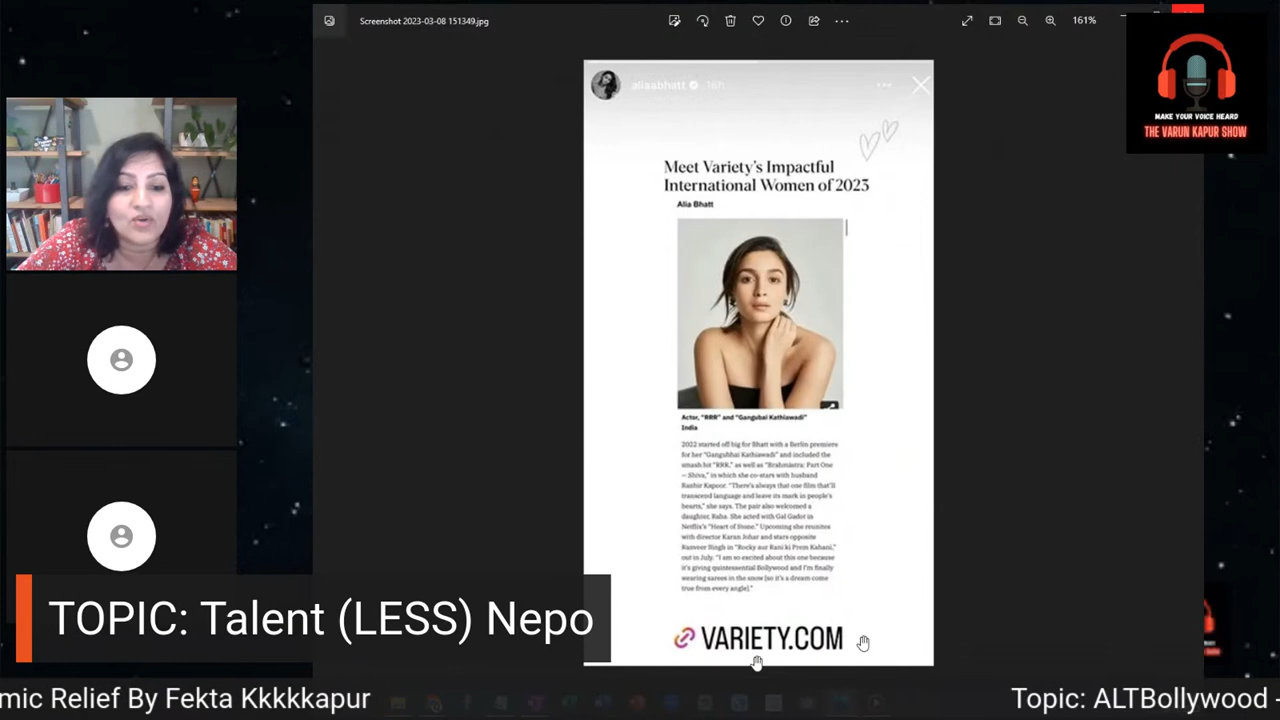 Screenshot 2023-03-08 151349.jpg
161%
MAKE YOUR VOICE HEARD
THE VARUN KAPUR SHOW
aliaabhatt 16h
Meet Variety's Impactful
International Women of 2023
Alia Bhatt
Actor, "RRR" and "Gangubai Kathiawadi"
India
2022 started off big for Bhatt with a Berlin premiere
for her "Gangubhai Kathiawadi" and included the
smash hit "RRR," as well as "Brahmāstra: Part One
– Shiva," in which she co-stars with husband
Ranbir Kapoor. "There's always that one film that'll
transcend language and leave its mark in people's
hearts," she says. The pair also welcomed a
daughter, Raha. She acted with Gal Gadot in
Netflix's "Heart of Stone." Upcoming she reunites
with director Karan Johar and stars opposite
Ranveer Singh in "Rocky aur Rani ki Prem Kahani,"
out in July. "I am so excited about this one because
it's giving quintessential Bollywood and I'm finally
wearing sarees in the snow [so it's a dream come
true from every angle]."
VARIETY.COM
TOPIC: Talent (LESS) Nepo
mic Relief By Fekta Kkkkkapur
Topic: ALTBollywood